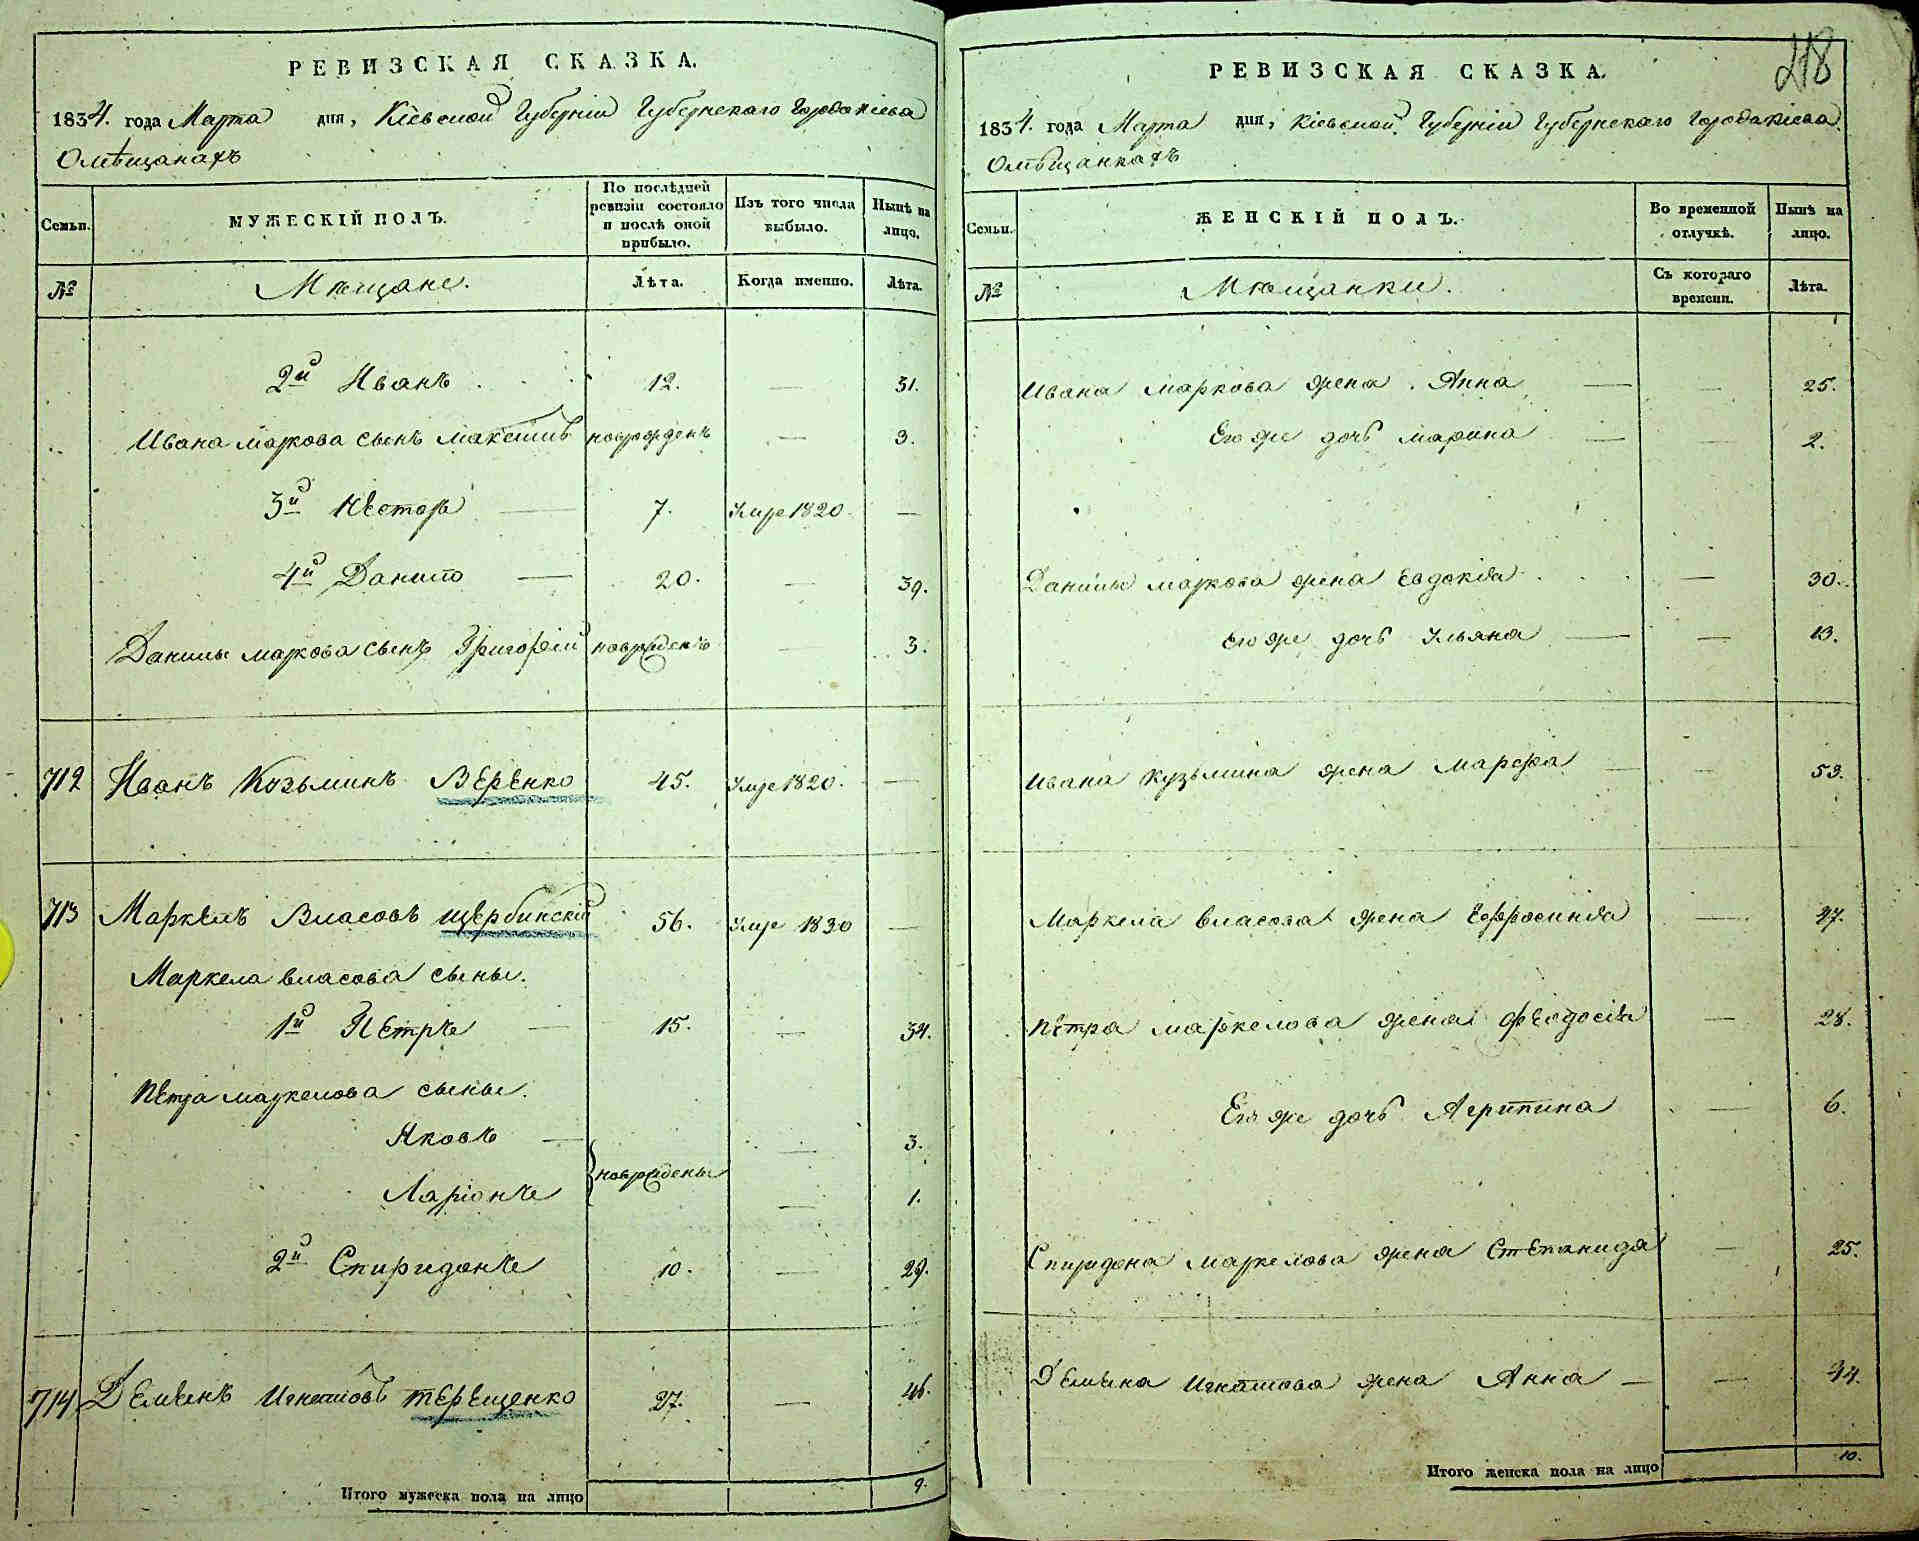 РЕВИЗСКАЯ СКАЗКА.
1834. года Марта дня, Кіевской Губерніи Губернскаго Города Кіева
О мѣщанахъ
Семьи.
МУЖЕСКІЙ ПОЛЪ.
По послѣдней ревизіи состояло и послѣ оной прибыло.
Изъ того числа выбыло.
Нынѣ на лицо.
№
Мѣщане.
Лѣта.
Когда именно.
Лѣта.
2й Иванъ 12. — 31.
Ивана Маркова сынъ Максимъ новорожденъ — 3.
3й Нестор 7. Умре 1820. —
4й Данило — 20. — 39.
Данилы Маркова сынъ Григорій новорожденъ — 3.
712 Иванъ Козьминъ Веренко 45. Умре 1820. —
713 Маркелъ Власовъ Щербинскій 56. Умре 1830 —
Маркела Власова сыны.
1й Петръ — 15. — 34.
Петра Маркелова сыны.
Яковъ — — 3.
новорождены
Ларіонъ — 1.
2й Спиридонъ 10. — 29.
714 Демьянъ Игнатовъ Терещенко 27. — 46.
Итого мужеска пола на лицо 9.
218
РЕВИЗСКАЯ СКАЗКА.
1834. года Марта дня, Кіевской Губерніи Губернскаго Города Кіева.
О мѣщанкахъ
Семьи.
ЖЕНСКІЙ ПОЛЪ.
Во временной отлучкѣ.
Нынѣ на лицо.
№
Мѣщанки.
Съ котораго времени.
Лѣта.
Ивана Маркова жена Анна — — 25.
Его же дочь Марина — — 2.
Данилы Маркова жена Евдокія — 30.
Его же дочь Ульяна — — 13.
Ивана Кузьмина жена Марфа — — 53.
Маркела Власова жена Ефросинія — 47.
Петра Маркелова жена Феодосія — 28.
Его же дочь Агрипина — 6.
Спиридона Маркелова жена Степанида — 25.
Демьяна Игнатова жена Анна — — 44.
Итого женска пола на лицо 10.